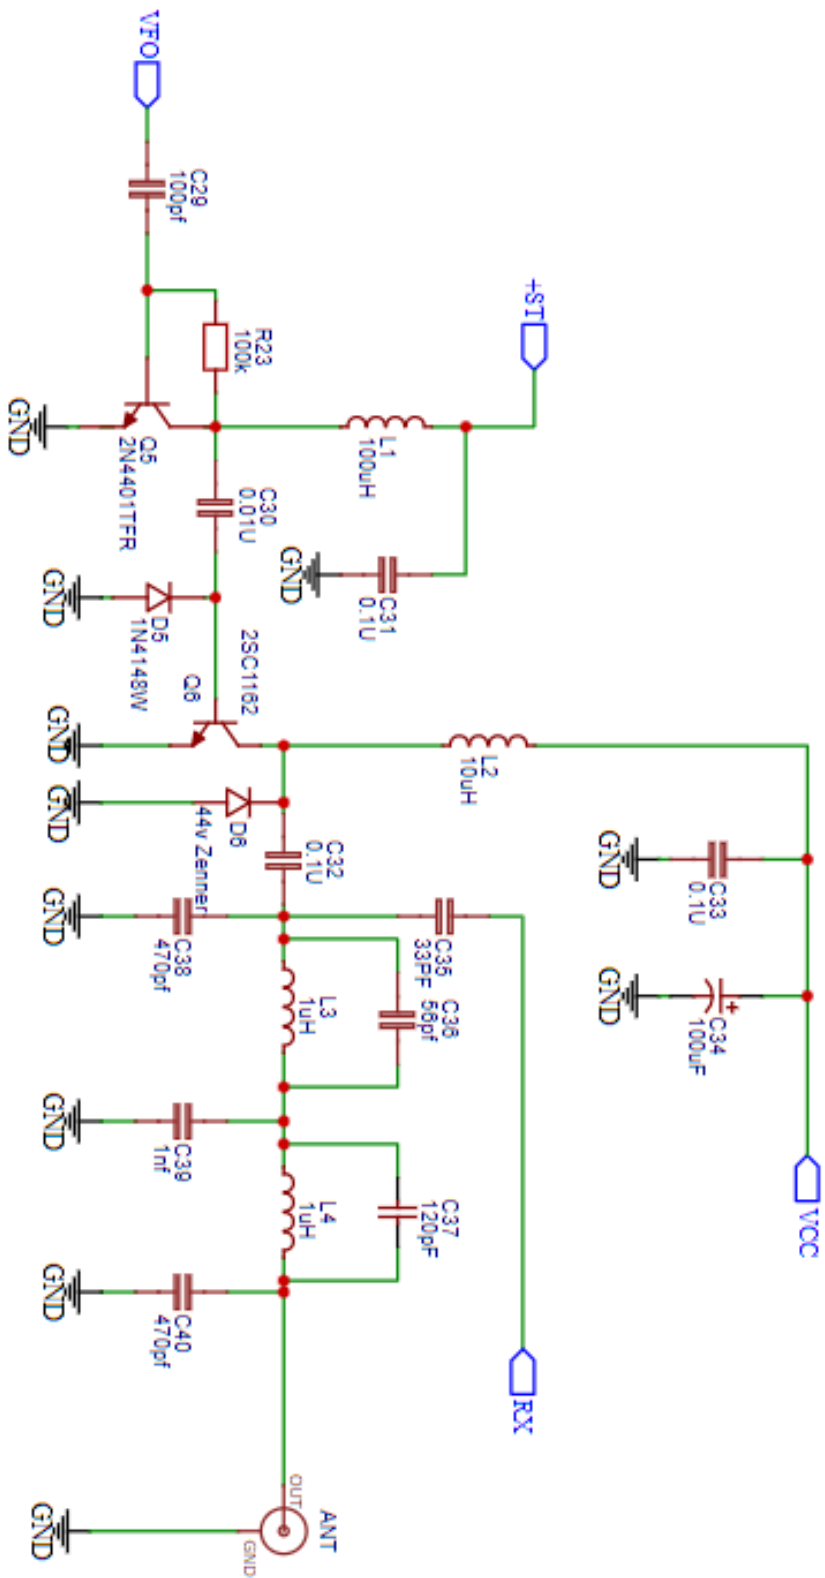 VFO
C29
100pf
+ST
R23
100k
L1
100uH
GND
Q5
2N4401TFR
C30
0.01U
GND
C31
0.1U
GND
D5
1N4148W
2SC1162
Q6
GND
L2
10uH
GND
D6
44v Zenner
C32
0.1U
GND
C33
0.1U
GND
C34
100uF
VCC
GND
C38
470pf
C35
33PF
C36
56pf
L3
1uH
GND
C39
1nf
C37
120pF
L4
1uH
GND
C40
470pf
RX
OUT
ANT
GND
GND